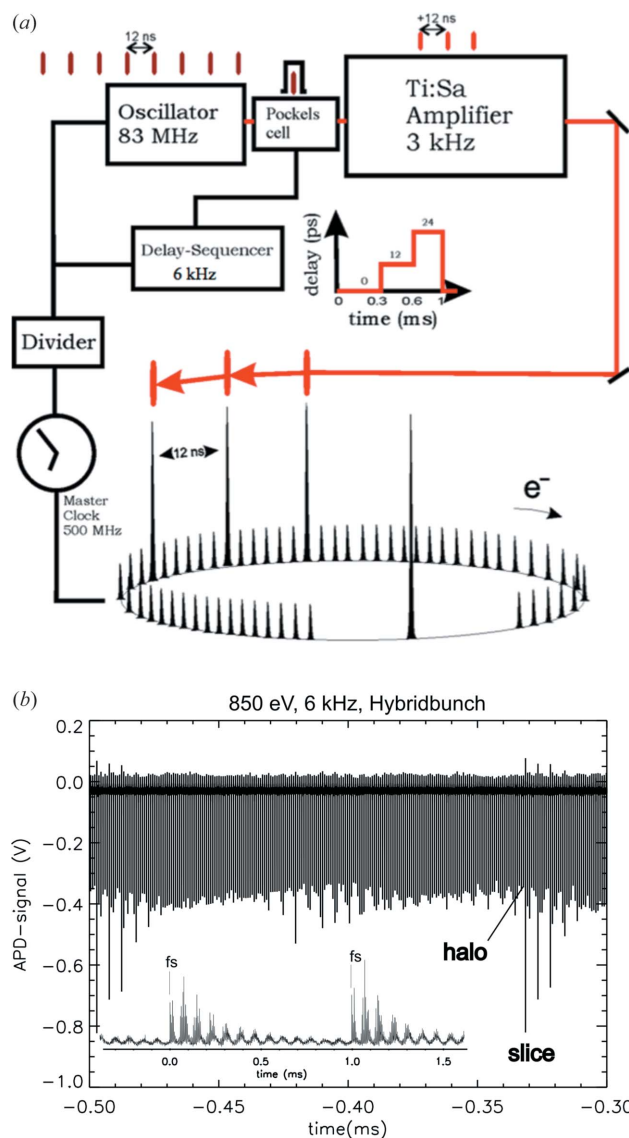 (a)
12 ns
+12 ns
Oscillator
83 MHz
Pockels
cell
Ti:Sa
Amplifier
3 kHz
Delay-Sequencer
6 kHz
delay (ps)
0
12
24
0
0.3
0.6
1
time (ms)
Divider
12 ns
Master
Clock
500 MHz
e−
(b)
850 eV, 6 kHz, Hybridbunch
0.2
0.0
−0.2
−0.4
−0.6
−0.8
−1.0
APD-signal (V)
halo
slice
fs
fs
0.0
0.5
1.0
1.5
time (ms)
−0.50
−0.45
−0.40
−0.35
−0.30
time(ms)